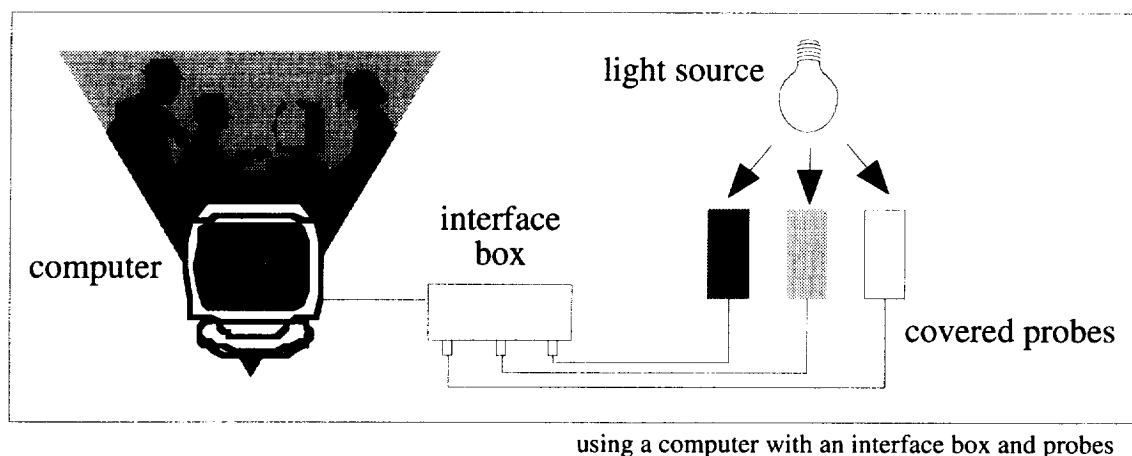 light source
interface
box
computer
covered probes
using a computer with an interface box and probes